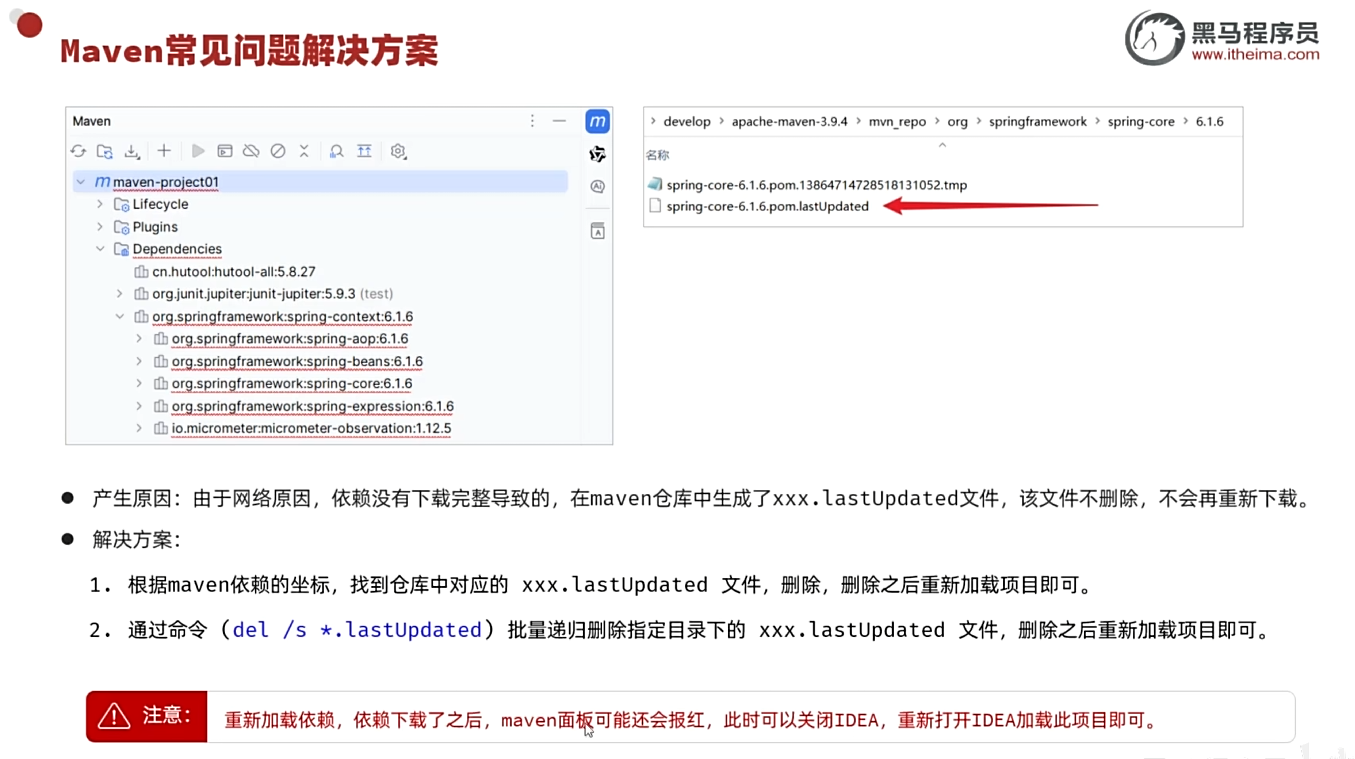 Maven常见问题解决方案
黑马程序员
www.itheima.com
Maven
maven-project01
Lifecycle
Plugins
Dependencies
cn.hutool:hutool-all:5.8.27
org.junit.jupiter:junit-jupiter:5.9.3 (test)
org.springframework:spring-context:6.1.6
org.springframework:spring-aop:6.1.6
org.springframework:spring-beans:6.1.6
org.springframework:spring-core:6.1.6
org.springframework:spring-expression:6.1.6
io.micrometer:micrometer-observation:1.12.5
develop > apache-maven-3.9.4 > mvn_repo > org > springframework > spring-core > 6.1.6
名称
spring-core-6.1.6.pom.13864714728518131052.tmp
spring-core-6.1.6.pom.lastUpdated
产生原因：由于网络原因，依赖没有下载完整导致的，在maven仓库中生成了xxx.lastUpdated文件，该文件不删除，不会再重新下载。
解决方案：
1. 根据maven依赖的坐标，找到仓库中对应的 xxx.lastUpdated 文件，删除，删除之后重新加载项目即可。
2. 通过命令（del /s *.lastUpdated）批量递归删除指定目录下的 xxx.lastUpdated 文件，删除之后重新加载项目即可。
注意：
重新加载依赖，依赖下载了之后，maven面板可能还会报红，此时可以关闭IDEA，重新打开IDEA加载此项目即可。